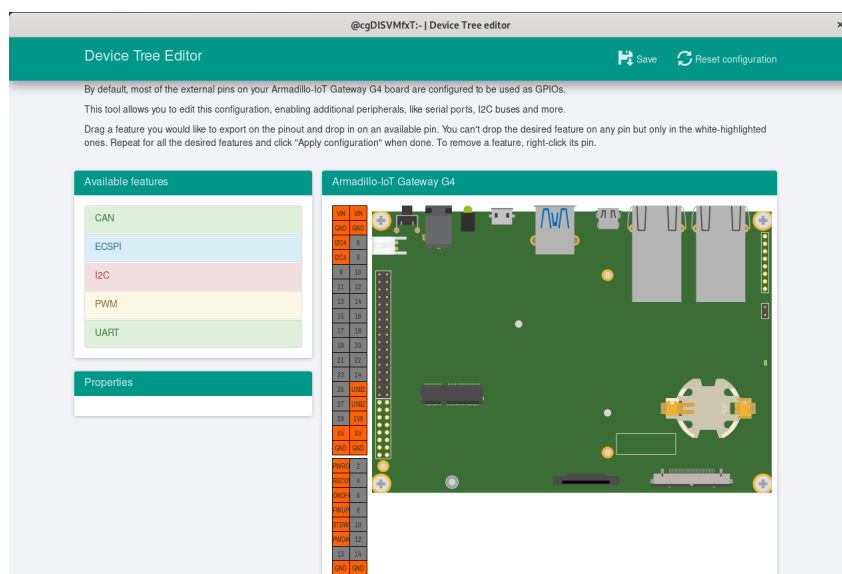 @cgDISVMfxT:- | Device Tree editor
×
Device Tree Editor
Save
Reset configuration
By default, most of the external pins on your Armadillo-IoT Gateway G4 board are configured to be used as GPIOs.
This tool allows you to edit this configuration, enabling additional peripherals, like serial ports, I2C buses and more.
Drag a feature you would like to export on the pinout and drop in on an available pin. You can't drop the desired feature on any pin but only in the white-highlighted
ones. Repeat for all the desired features and click "Apply configuration" when done. To remove a feature, right-click its pin.
Available features
CAN
ECSPI
I2C
PWM
UART
Properties
Armadillo-IoT Gateway G4
VIN VIN
GND GND
I2C4 6
I2C4 8
9 10
11 12
13 14
15 16
17 18
19 20
21 22
23 24
25 USB2
27 USB2
29 1V8
5V 5V
GND GND
PWRO 2
RECOV 4
ONOFF 6
FWUP 8
STDW 10
PWDIN 12
13 14
GND GND